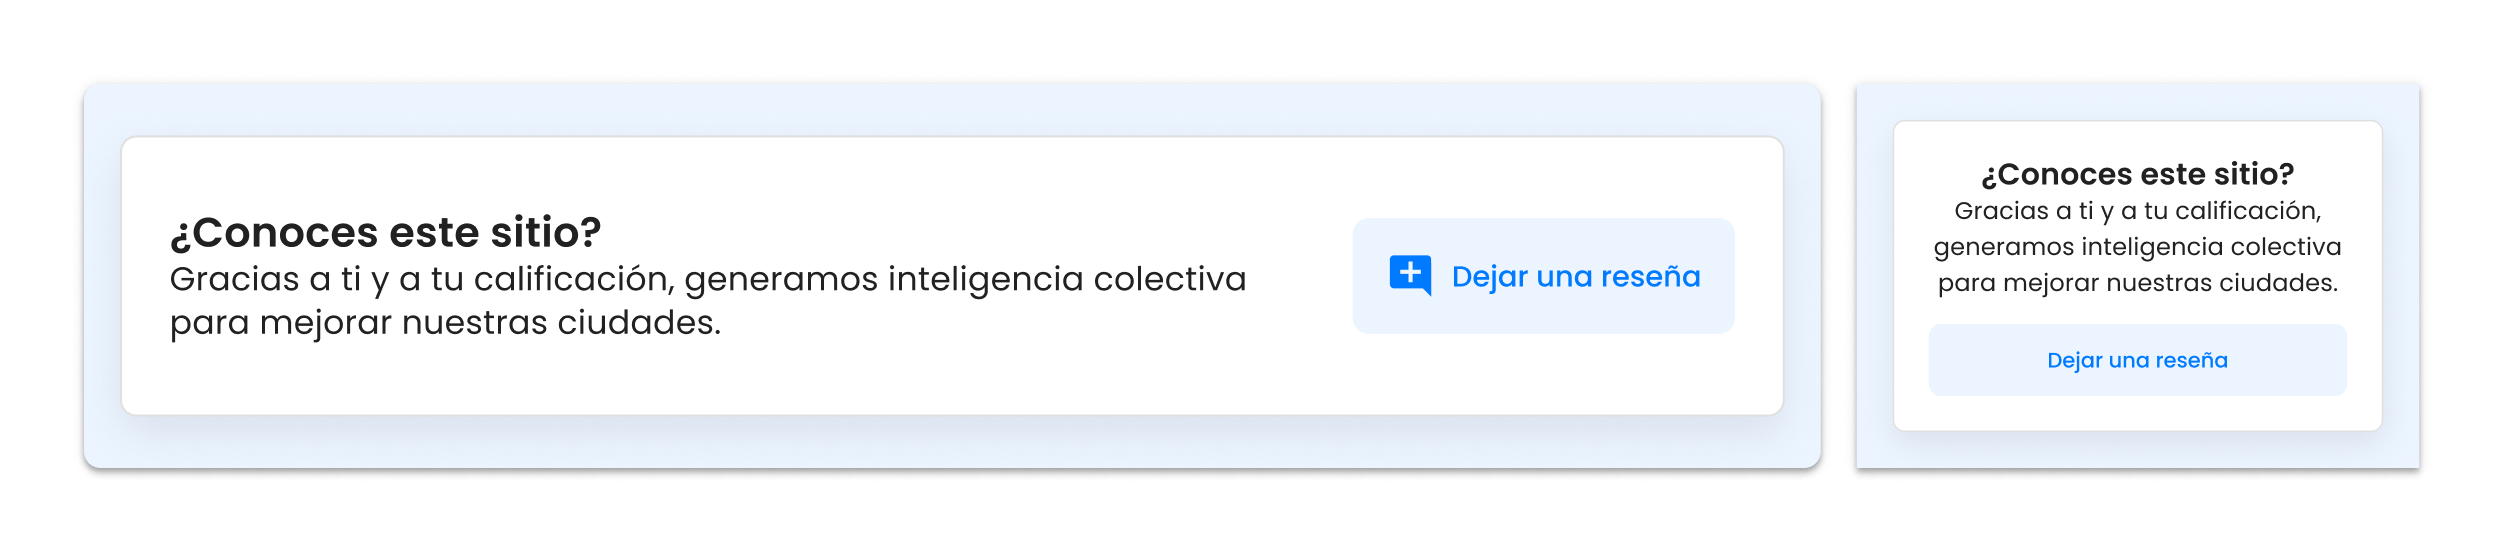 ¿Conoces este sitio?
Gracias a ti y a tu calificación, generamos inteligencia colectiva
para mejorar nuestras ciudades.
Dejar una reseña
¿Conoces este sitio?
Gracias a ti y a tu calificación,
generamos inteligencia colectiva
para mejorar nuestras ciudades.
Dejar una reseña